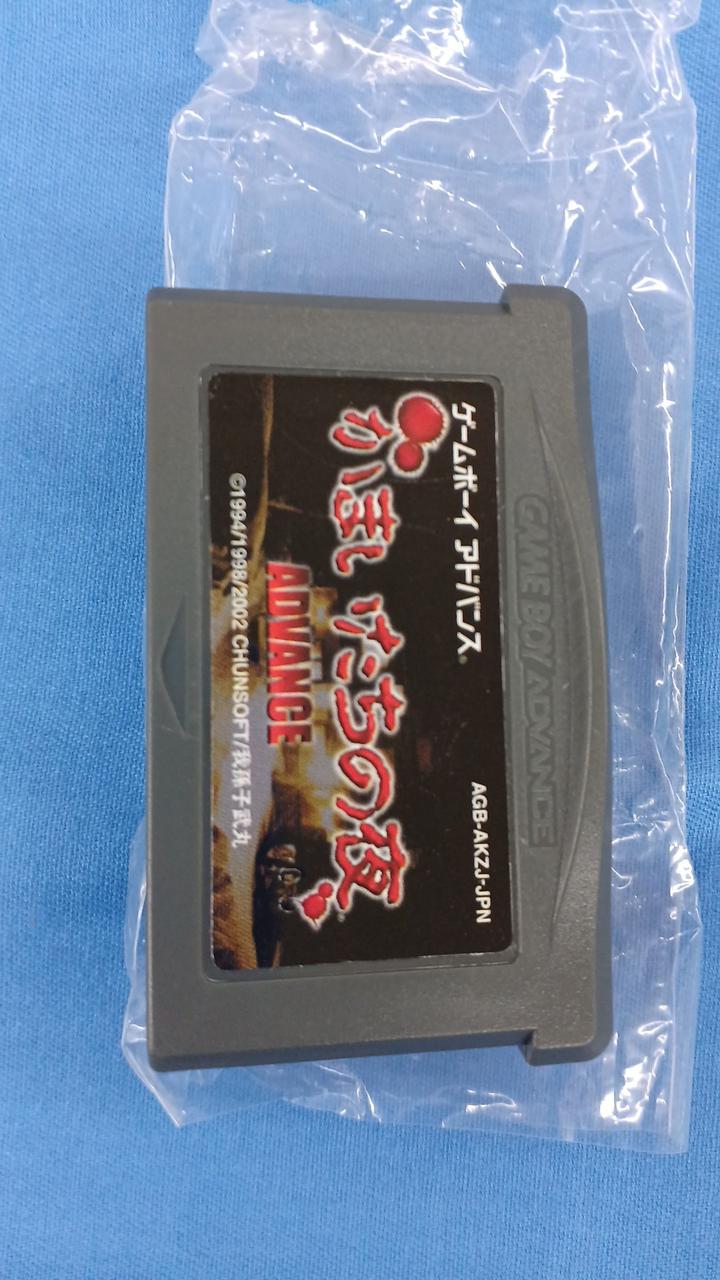 GAME BOY ADVANCE
ゲームボーイ アドバンス
AGB-AKZJ-JPN
かまいたちの夜
ADVANCE
©1994/1998/2002 CHUNSOFT/我孫子武丸